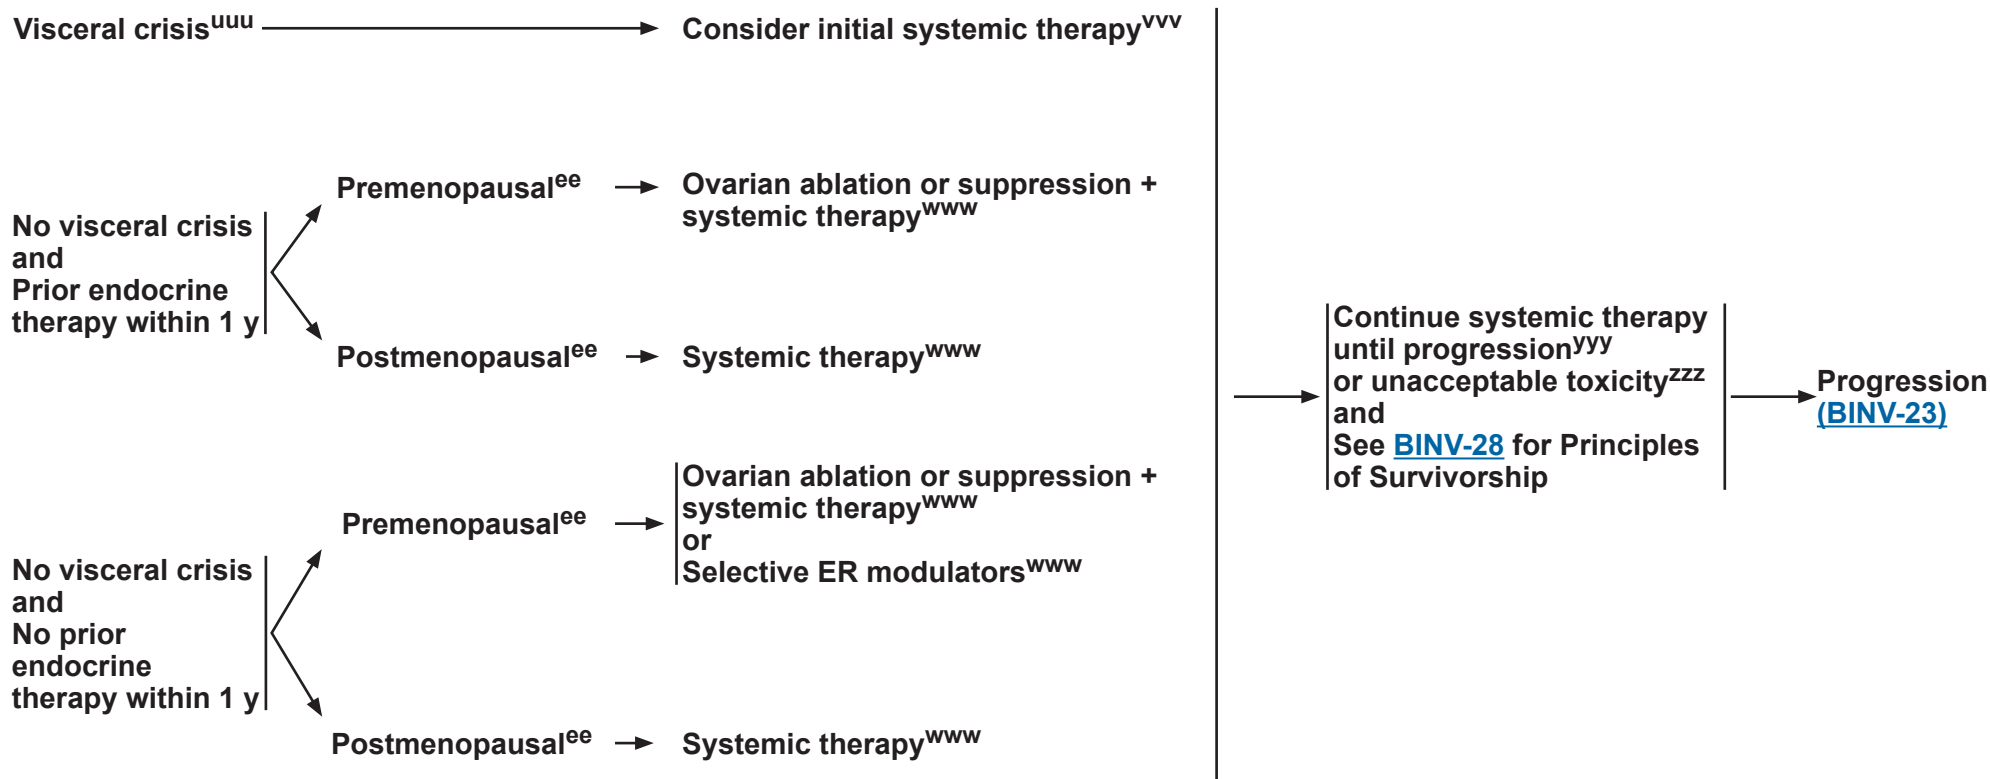 Visceral crisisuuu
Consider initial systemic therapyvvv
No visceral crisis
and
Prior endocrine
therapy within 1 y
Premenopausalee
Ovarian ablation or suppression +
systemic therapywww
Postmenopausalee
Systemic therapywww
No visceral crisis
and
No prior
endocrine
therapy within 1 y
Premenopausalee
Ovarian ablation or suppression +
systemic therapywww
or
Selective ER modulatorswww
Postmenopausalee
Systemic therapywww
Continue systemic therapy
until progressionyyy
or unacceptable toxicityzzz
and
See BINV-28 for Principles
of Survivorship
Progression
(BINV-23)